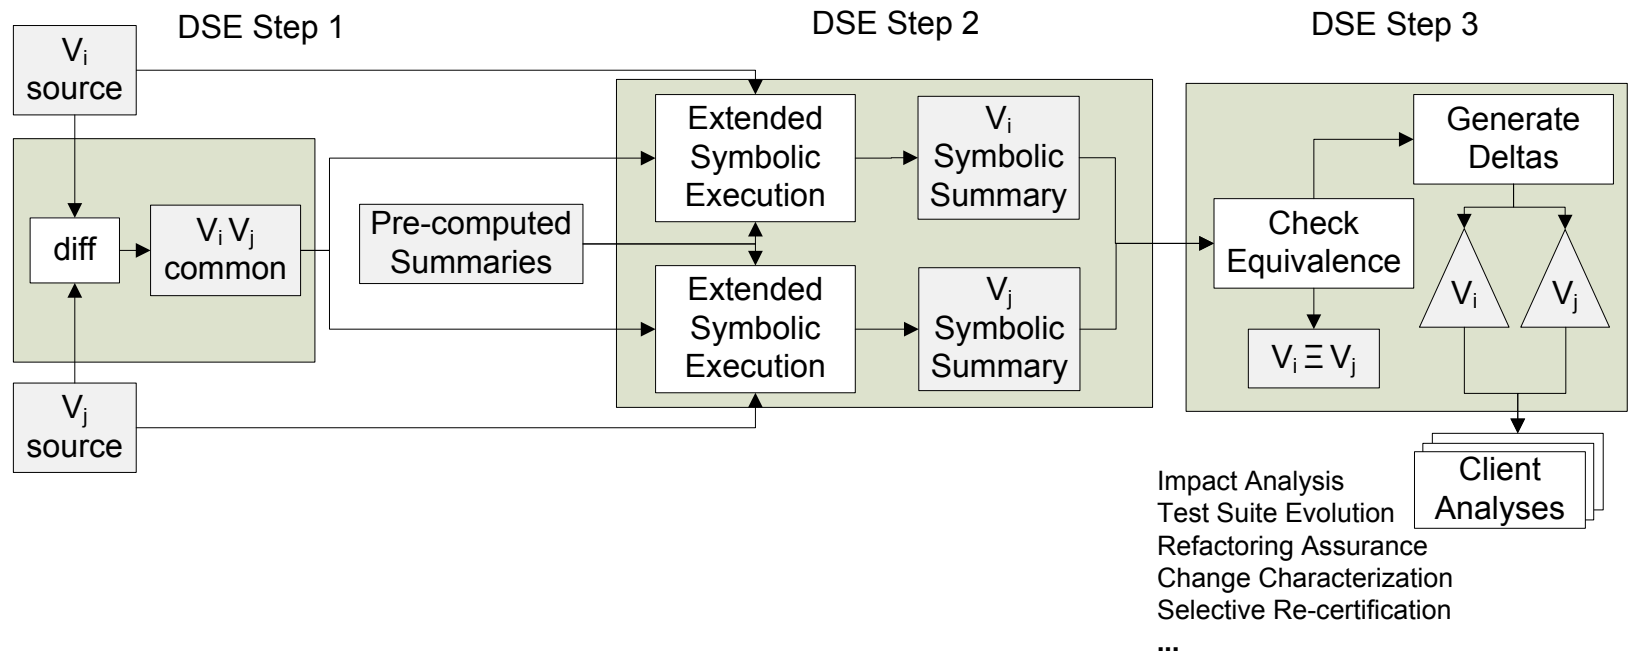 DSE Step 1
DSE Step 2
DSE Step 3
Vi
source
diff
Vi Vj
common
Vj
source
Pre-computed
Summaries
Extended
Symbolic
Execution
Vi
Symbolic
Summary
Extended
Symbolic
Execution
Vj
Symbolic
Summary
Generate
Deltas
Check
Equivalence
Vi
Vj
Vi Ξ Vj
Client
Analyses
Impact Analysis
Test Suite Evolution
Refactoring Assurance
Change Characterization
Selective Re-certification
...